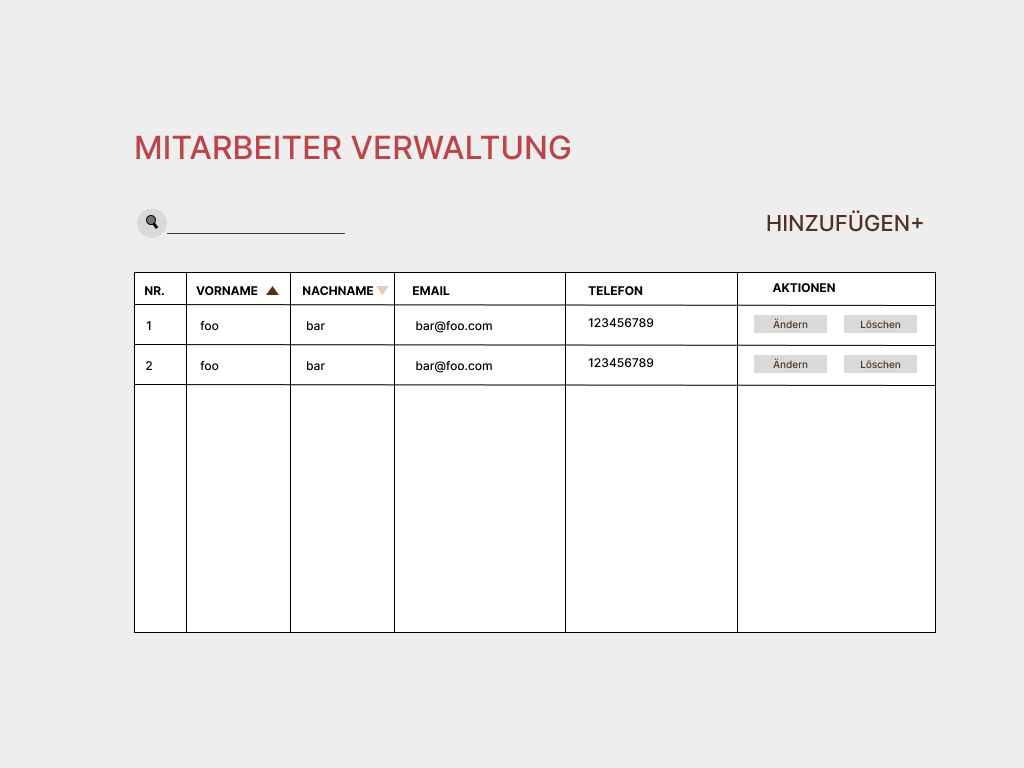 MITARBEITER VERWALTUNG
HINZUFÜGEN+
NR. VORNAME NACHNAME EMAIL TELEFON AKTIONEN
1 foo bar bar@foo.com 123456789 Ändern Löschen
2 foo bar bar@foo.com 123456789 Ändern Löschen